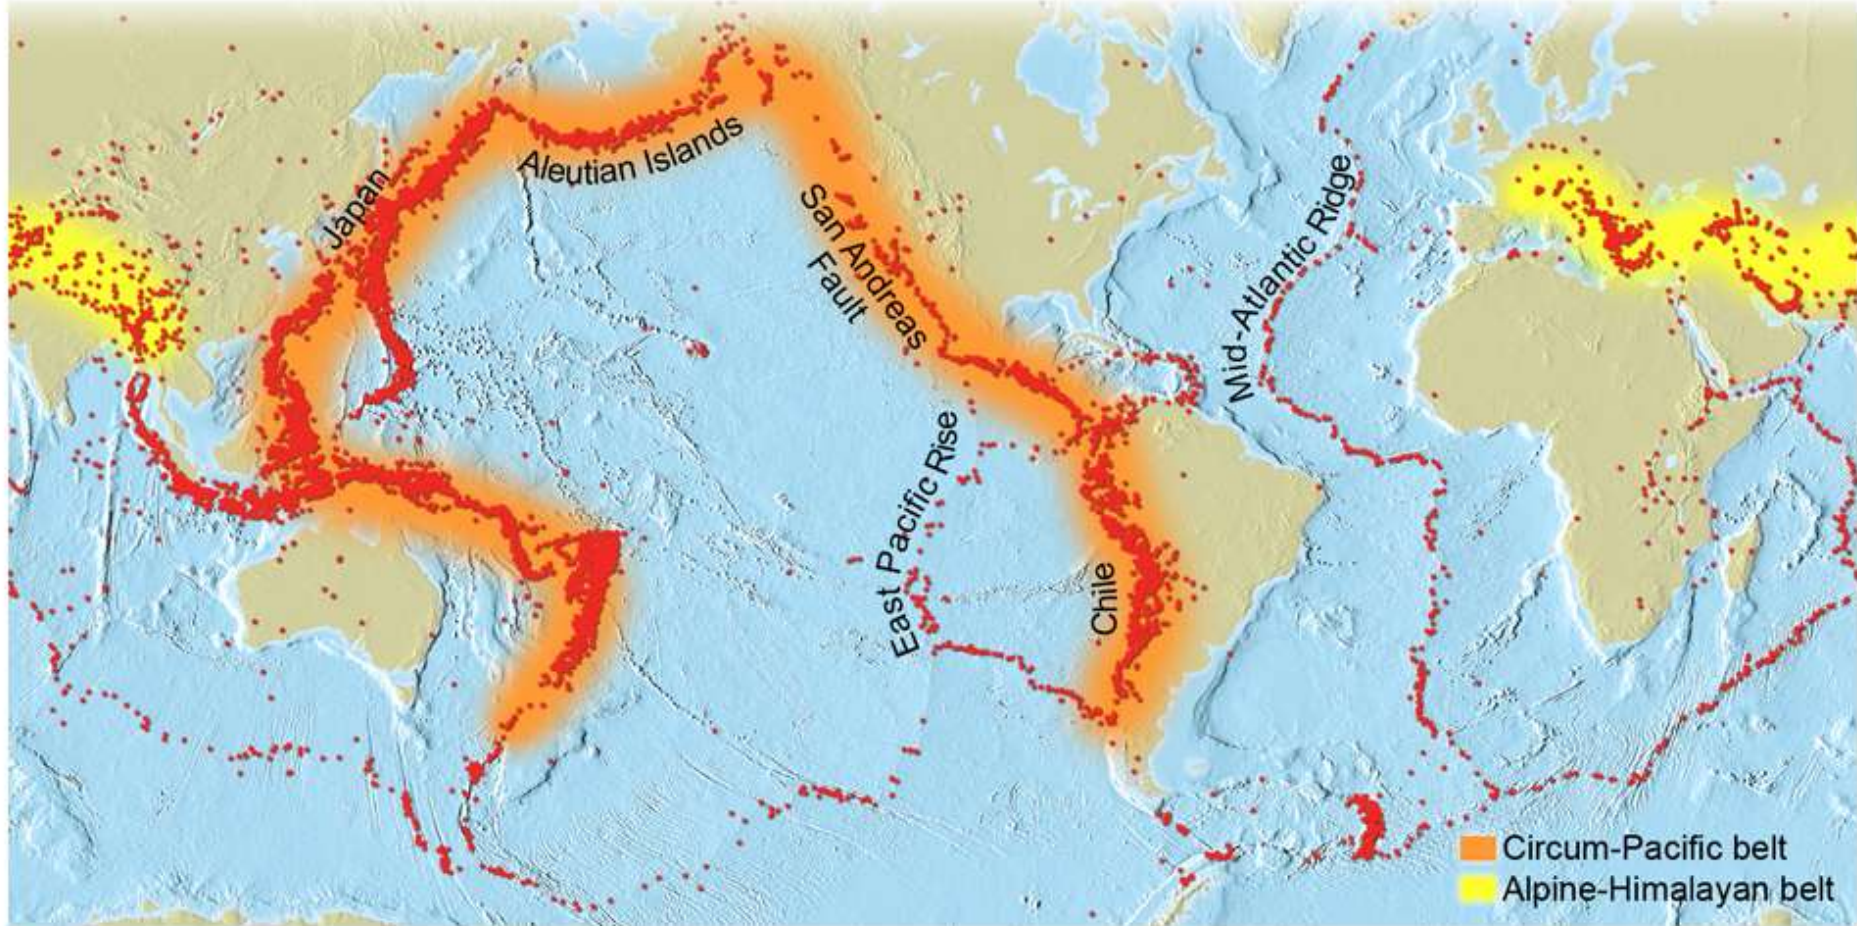 Japan
Aleutian Islands
San Andreas
Fault
East Pacific Rise
Chile
Mid-Atlantic Ridge
Circum-Pacific belt
Alpine-Himalayan belt